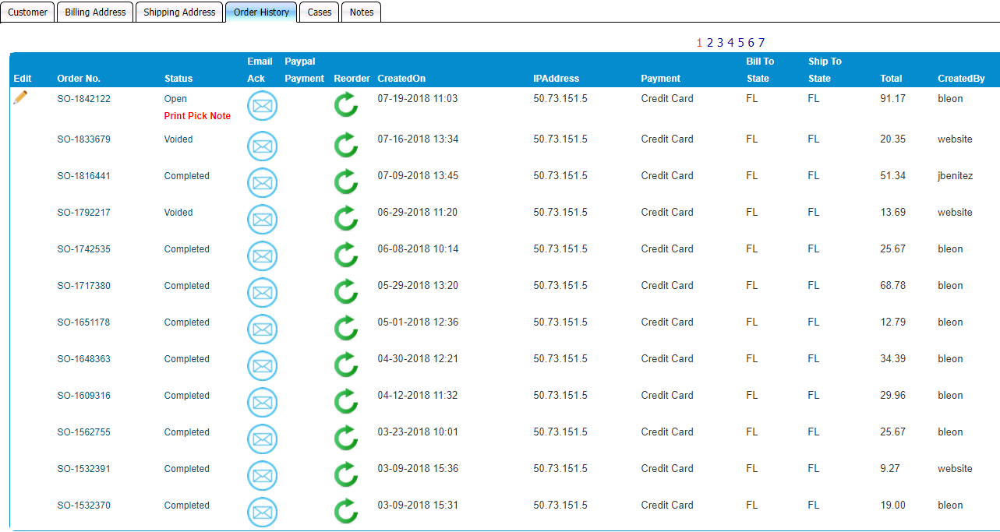 Customer Billing Address Shipping Address Order History Cases Notes
1 2 3 4 5 6 7
Email Paypal Bill To Ship To
Edit Order No. Status Ack Payment Reorder CreatedOn IPAddress Payment State State Total CreatedBy
SO-1842122 Open 07-19-2018 11:03 50.73.151.5 Credit Card FL FL 91.17 bleon
Print Pick Note
SO-1833679 Voided 07-16-2018 13:34 50.73.151.5 Credit Card FL FL 20.35 website
SO-1816441 Completed 07-09-2018 13:45 50.73.151.5 Credit Card FL FL 51.34 jbenitez
SO-1792217 Voided 06-29-2018 11:20 50.73.151.5 Credit Card FL FL 13.69 website
SO-1742535 Completed 06-08-2018 10:14 50.73.151.5 Credit Card FL FL 25.67 bleon
SO-1717380 Completed 05-29-2018 13:20 50.73.151.5 Credit Card FL FL 68.78 bleon
SO-1651178 Completed 05-01-2018 12:36 50.73.151.5 Credit Card FL FL 12.79 bleon
SO-1648363 Completed 04-30-2018 12:21 50.73.151.5 Credit Card FL FL 34.39 bleon
SO-1609316 Completed 04-12-2018 11:32 50.73.151.5 Credit Card FL FL 29.96 bleon
SO-1562755 Completed 03-23-2018 10:01 50.73.151.5 Credit Card FL FL 25.67 bleon
SO-1532391 Completed 03-09-2018 15:36 50.73.151.5 Credit Card FL FL 9.27 website
SO-1532370 Completed 03-09-2018 15:31 50.73.151.5 Credit Card FL FL 19.00 bleon